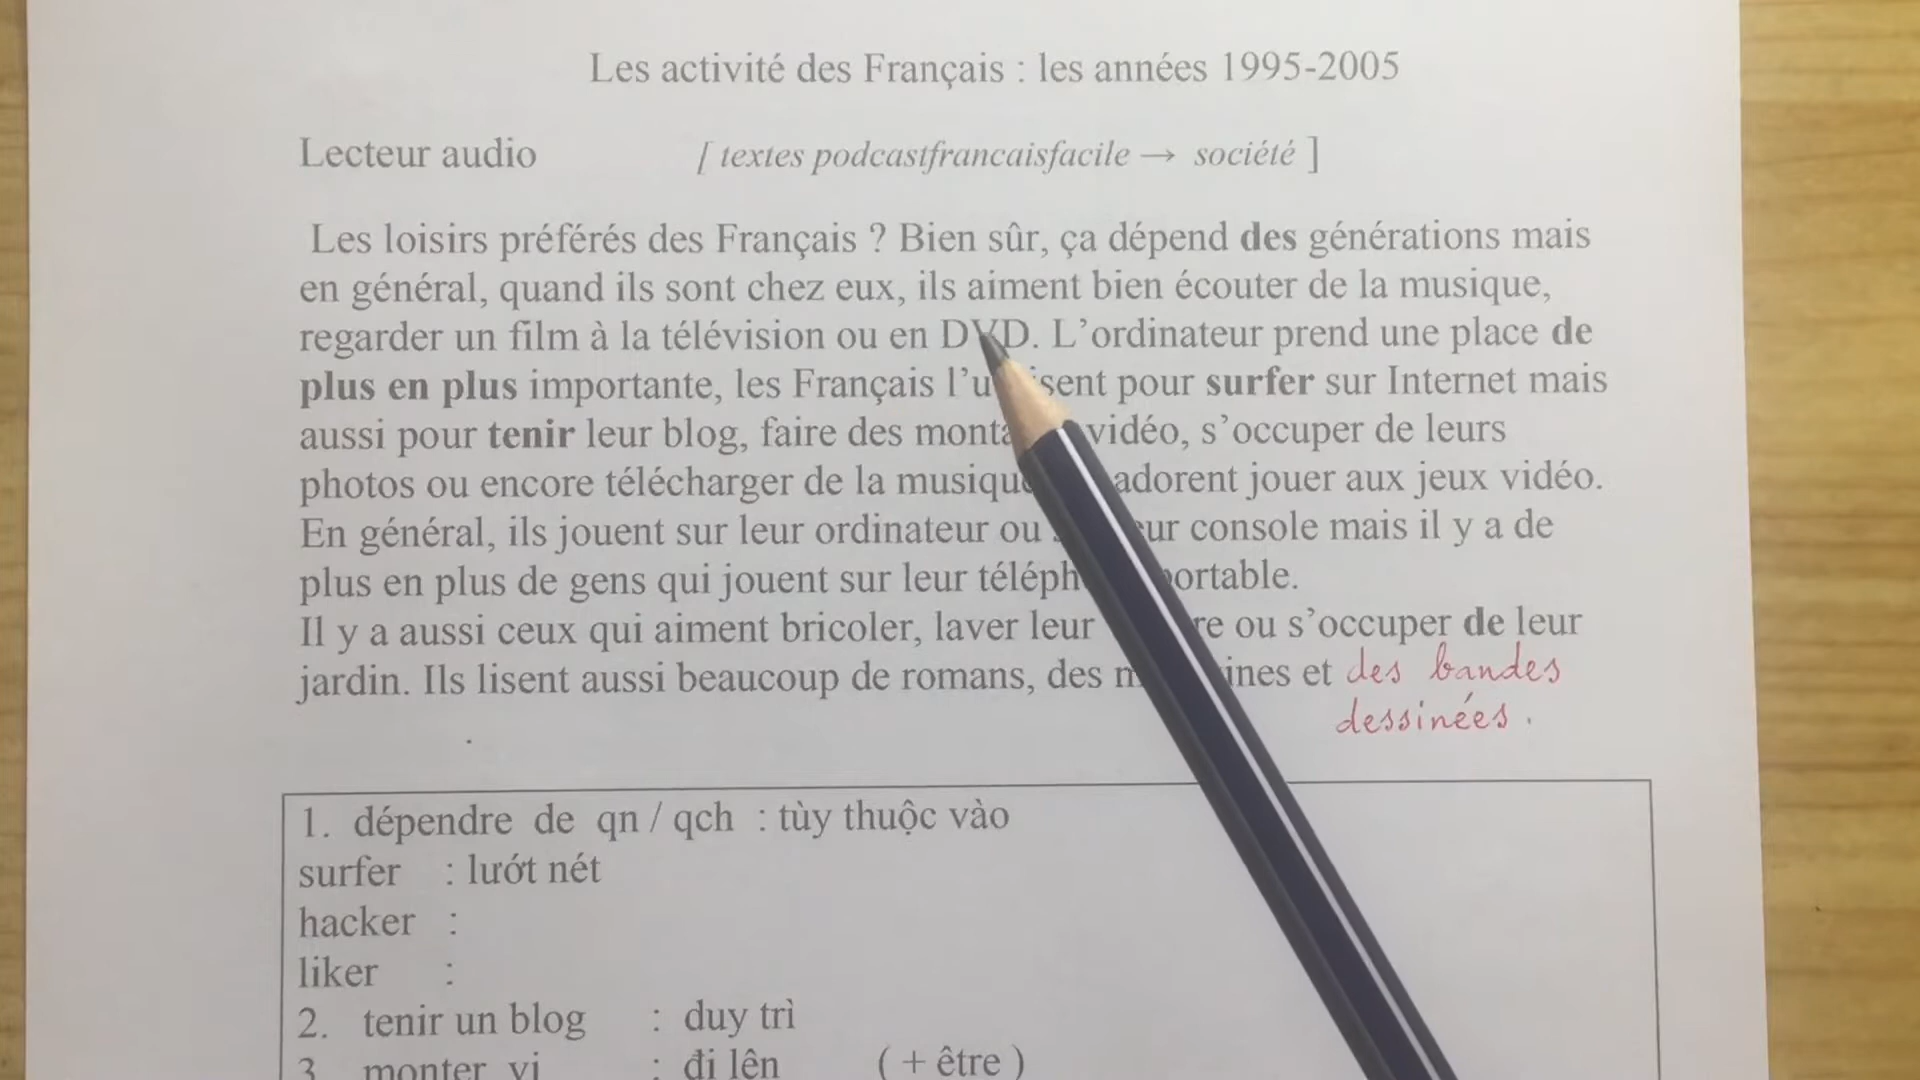 Les activité des Français : les années 1995-2005
Lecteur audio [ textes podcastfrancaisfacile → société ]
Les loisirs préférés des Français ? Bien sûr, ça dépend des générations mais
en général, quand ils sont chez eux, ils aiment bien écouter de la musique,
regarder un film à la télévision ou en DVD. L’ordinateur prend une place de
plus en plus importante, les Français pour surfer sur Internet mais
aussi pour tenir leur blog, faire des vidéo, s’occuper de leurs
photos ou encore télécharger de la adorent jouer aux jeux vidéo.
En général, ils jouent sur leur ordinateur ou console mais il y a de
plus en plus de gens qui jouent sur leur
Il y a aussi ceux qui aiment bricoler, laver leur ou s’occuper de leur
jardin. Ils lisent aussi beaucoup de romans, des et des bandes
dessinées.
1. dépendre de qn / qch : tùy thuộc vào
surfer : lướt nét
hacker :
liker :
2. tenir un blog : duy trì
3 monter vi : đi lên ( + être )